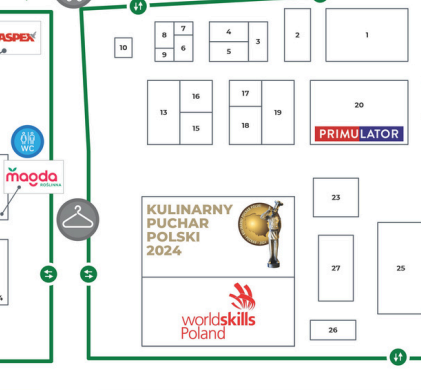 ASPEX
WC
magda
ROŚLINKA
10
8
7
9
6
4
5
3
2
1
13
16
15
17
18
19
20
PRIMULATOR
KULINARNY
PUCHAR
POLSKI
2024
worldskills
Poland
23
27
25
26